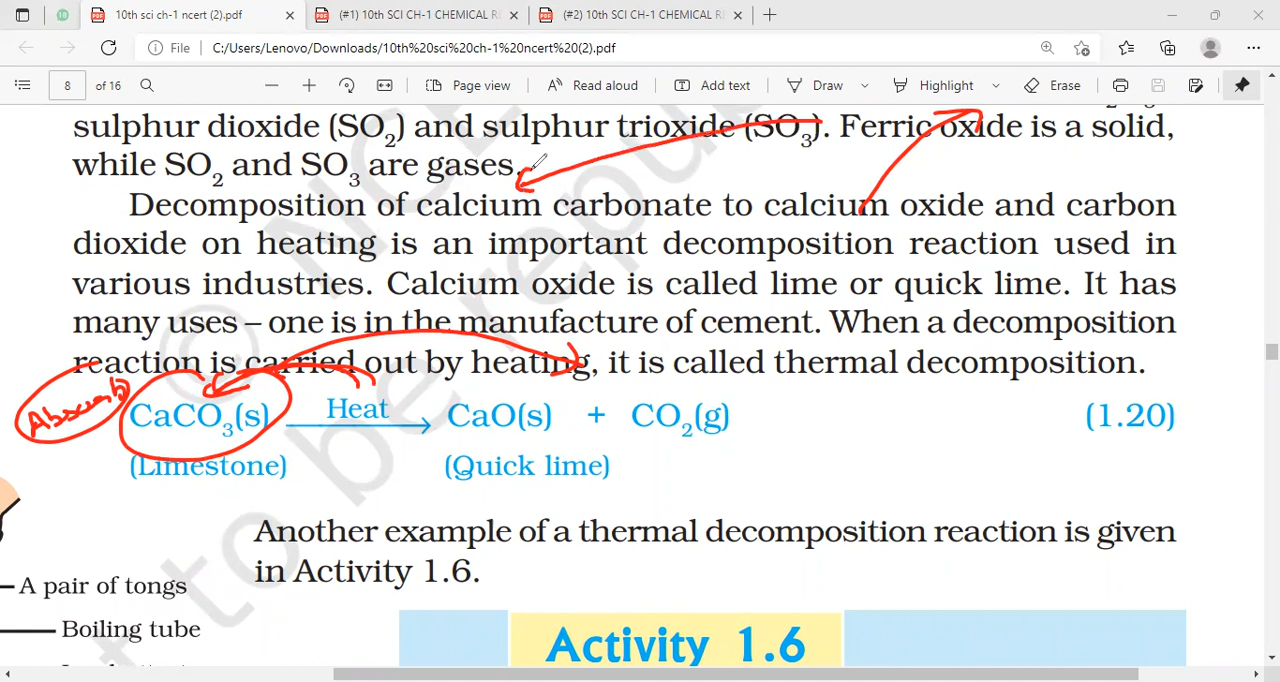 10th sci ch-1 ncert (2).pdf
(#1) 10th SCI CH-1 CHEMICAL R
(#2) 10th SCI CH-1 CHEMICAL RE
File C:/Users/Lenovo/Downloads/10th%20sci%20ch-1%20ncert%20(2).pdf
8 of 16 Page view Read aloud Add text Draw Highlight Erase
sulphur dioxide (SO₂) and sulphur trioxide (SO₃). Ferric oxide is a solid,
while SO₂ and SO₃ are gases.
Decomposition of calcium carbonate to calcium oxide and carbon
dioxide on heating is an important decomposition reaction used in
various industries. Calcium oxide is called lime or quick lime. It has
many uses – one is in the manufacture of cement. When a decomposition
reaction is carried out by heating, it is called thermal decomposition.
CaCO₃(s) Heat CaO(s) + CO₂(g) (1.20)
(Limestone) (Quick lime)
Another example of a thermal decomposition reaction is given
in Activity 1.6.
A pair of tongs
Boiling tube
Activity 1.6